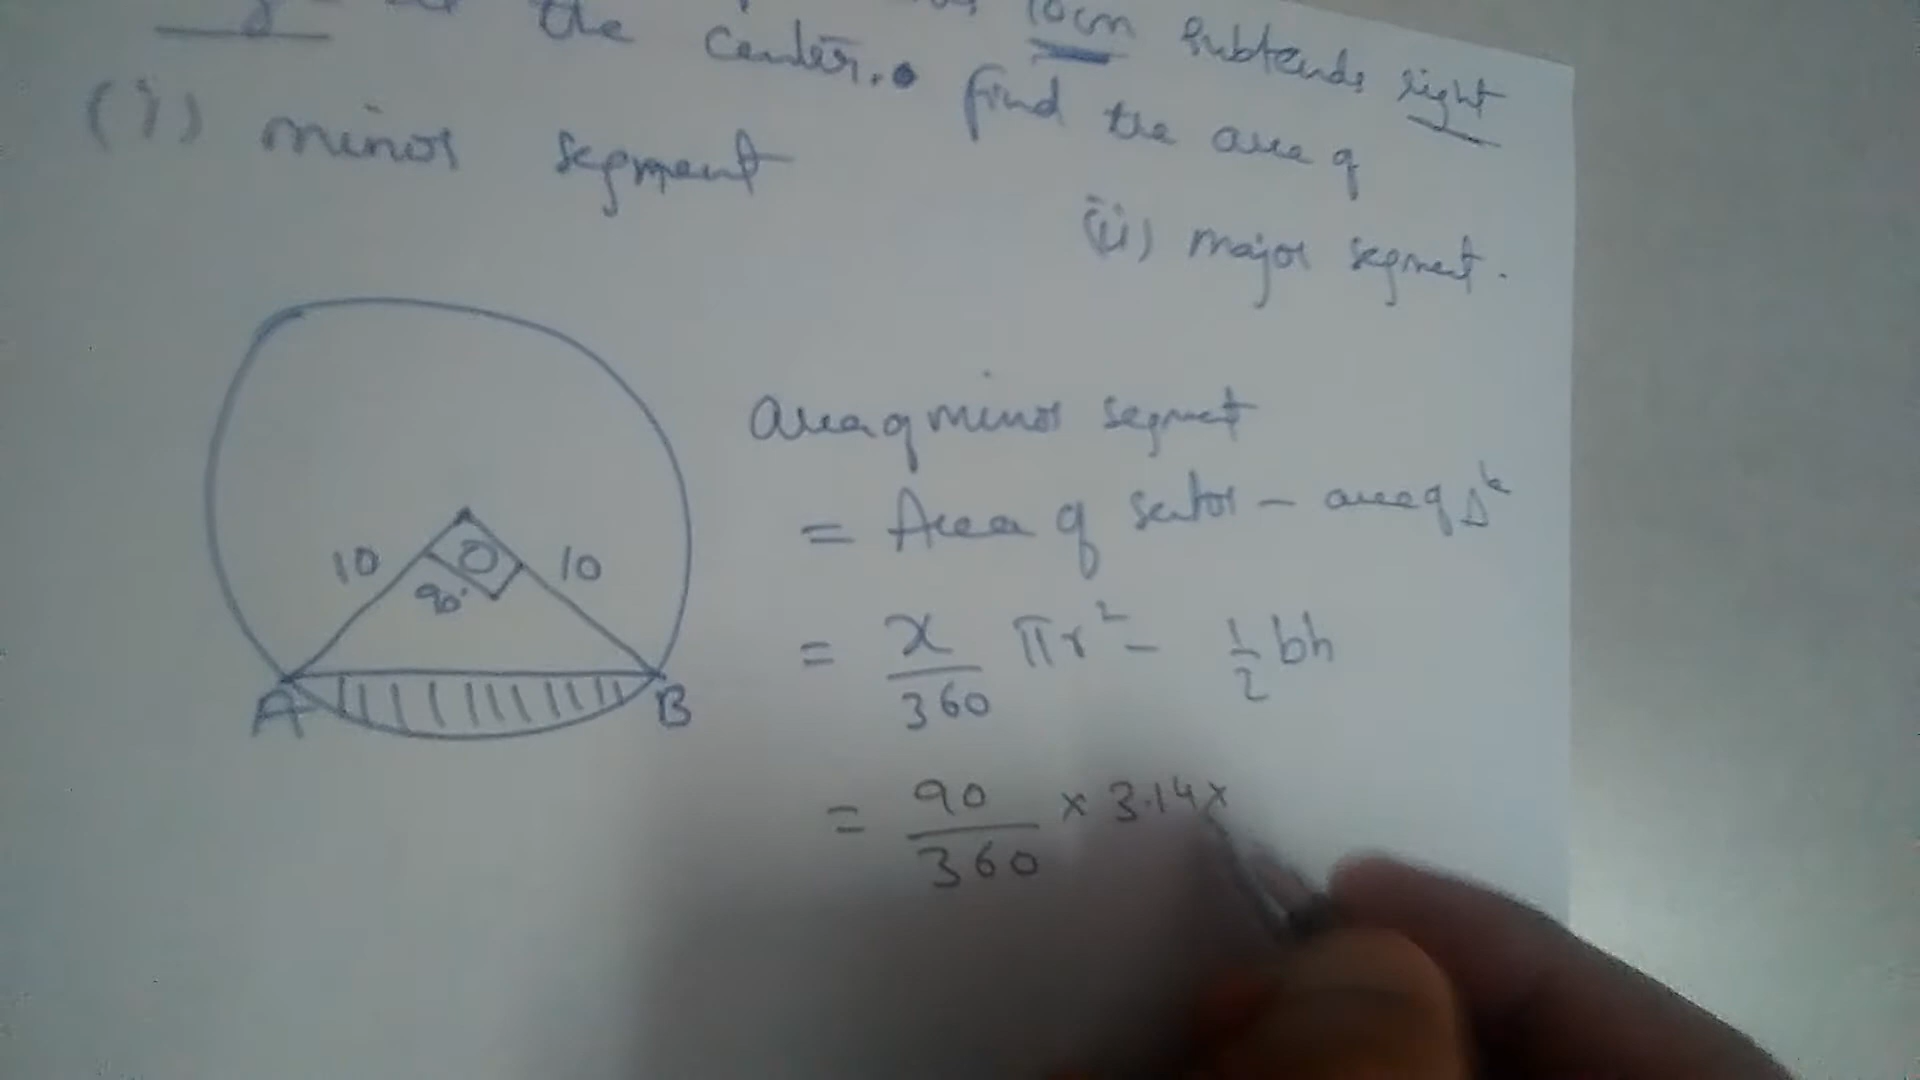 the center. 10cm subtends right
find the area of
(i) minor segment
(ii) major segment.
10 O 10
90°
A B
area of minor segment
= Area of sector - area of Δle
= x/360 πr² - 1/2 bh
= 90/360 x 3.14 x